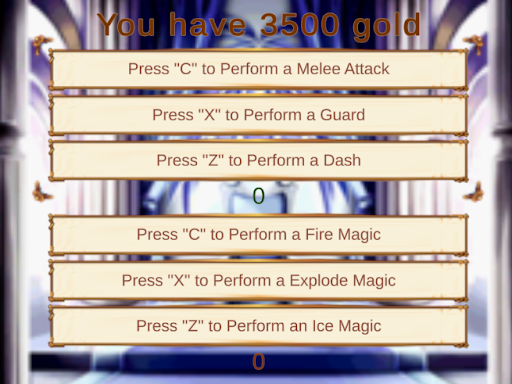 You have 3500 gold
Press "C" to Perform a Melee Attack
Press "X" to Perform a Guard
Press "Z" to Perform a Dash
0
Press "C" to Perform a Fire Magic
Press "X" to Perform a Explode Magic
Press "Z" to Perform an Ice Magic
0